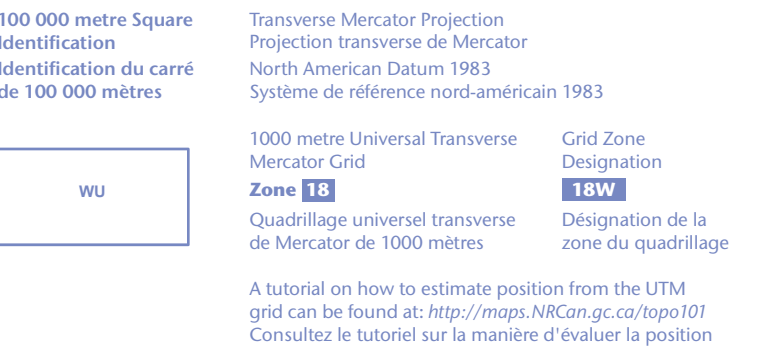 100 000 metre Square
Identification
Identification du carré
de 100 000 mètres
WU
Transverse Mercator Projection
Projection transverse de Mercator
North American Datum 1983
Système de référence nord-américain 1983
1000 metre Universal Transverse
Mercator Grid
Zone 18
Quadrillage universel transverse
de Mercator de 1000 mètres
Grid Zone
Designation
18W
Désignation de la
zone du quadrillage
A tutorial on how to estimate position from the UTM
grid can be found at: http://maps.NRCan.gc.ca/topo101
Consultez le tutoriel sur la manière d'évaluer la position